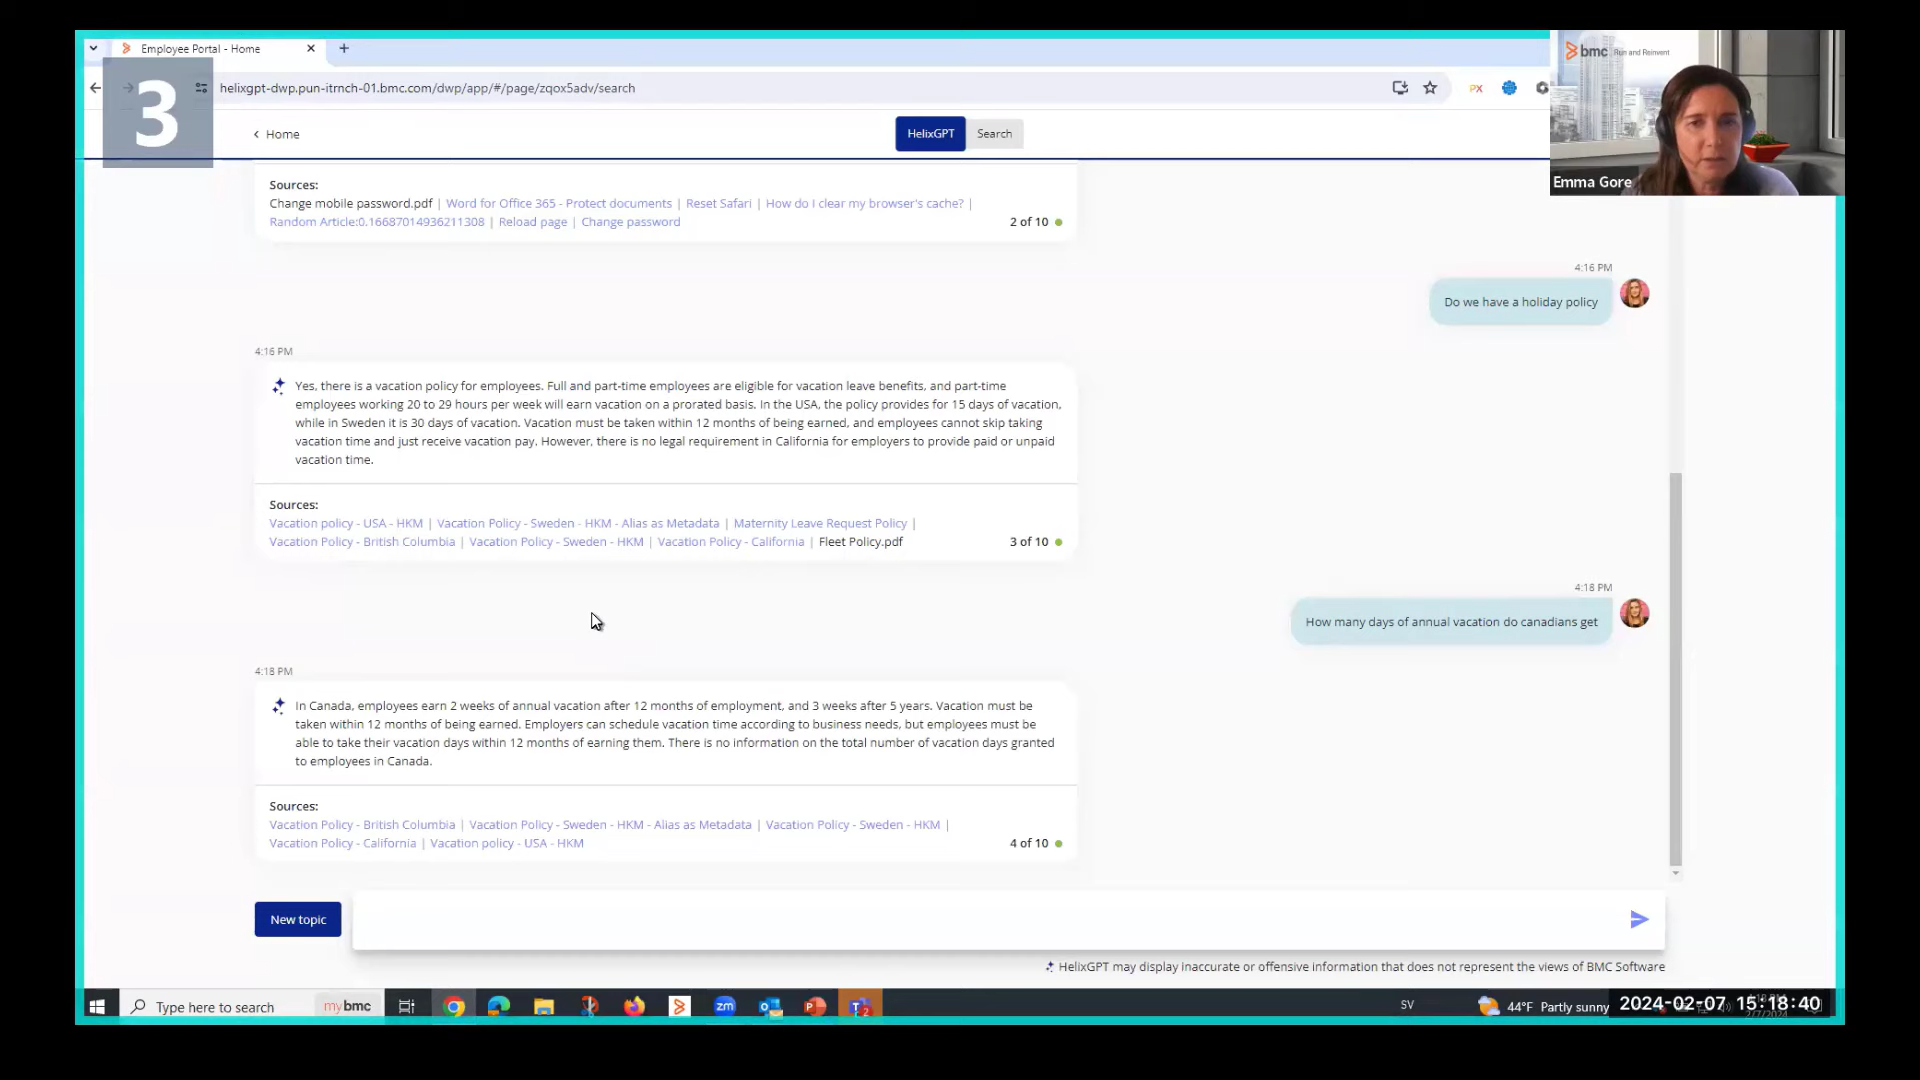 Employee Portal - Home
3
helixgpt-dwp.pun-itrnch-01.bmc.com/dwp/app/#/page/zqox5adv/search
PX
bmc Run and Reinvent
Emma Gore
Home
HelixGPT
Search
Sources:
Change mobile password.pdf | Word for Office 365 - Protect documents | Reset Safari | How do I clear my browser's cache? |
Random Article:0.16687014936211308 | Reload page | Change password
2 of 10
4:16 PM
Do we have a holiday policy
4:16 PM
Yes, there is a vacation policy for employees. Full and part-time employees are eligible for vacation leave benefits, and part-time
employees working 20 to 29 hours per week will earn vacation on a prorated basis. In the USA, the policy provides for 15 days of vacation,
while in Sweden it is 30 days of vacation. Vacation must be taken within 12 months of being earned, and employees cannot skip taking
vacation time and just receive vacation pay. However, there is no legal requirement in California for employers to provide paid or unpaid
vacation time.
Sources:
Vacation policy - USA - HKM | Vacation Policy - Sweden - HKM - Alias as Metadata | Maternity Leave Request Policy |
Vacation Policy - British Columbia | Vacation Policy - Sweden - HKM | Vacation Policy - California | Fleet Policy.pdf
3 of 10
4:18 PM
How many days of annual vacation do canadians get
4:18 PM
In Canada, employees earn 2 weeks of annual vacation after 12 months of employment, and 3 weeks after 5 years. Vacation must be
taken within 12 months of being earned. Employers can schedule vacation time according to business needs, but employees must be
able to take their vacation days within 12 months of earning them. There is no information on the total number of vacation days granted
to employees in Canada.
Sources:
Vacation Policy - British Columbia | Vacation Policy - Sweden - HKM - Alias as Metadata | Vacation Policy - Sweden - HKM |
Vacation Policy - California | Vacation policy - USA - HKM
4 of 10
New topic
HelixGPT may display inaccurate or offensive information that does not represent the views of BMC Software
Type here to search
mybmc
zm
SV
44°F Partly sunny
2024-02-07 15:18:40